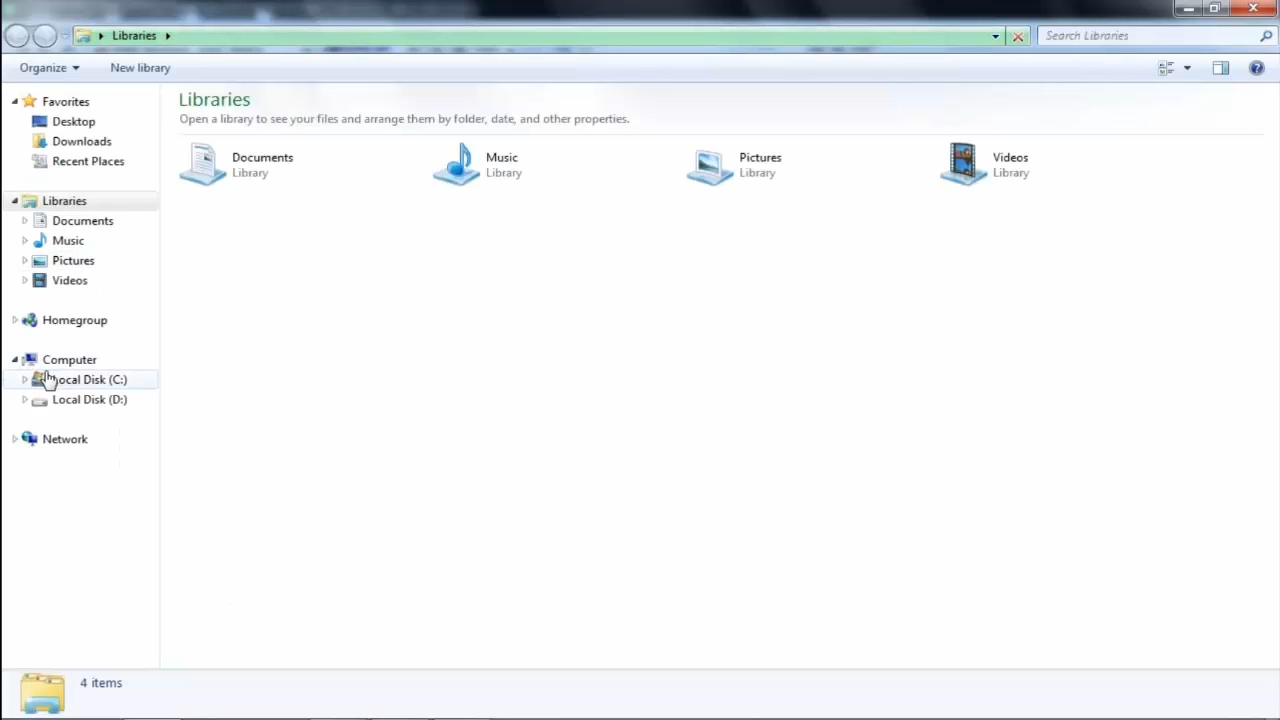 Libraries
Search Libraries
Organize
New library
Favorites
Desktop
Downloads
Recent Places
Libraries
Documents
Music
Pictures
Videos
Homegroup
Computer
Local Disk (C:)
Local Disk (D:)
Network
Libraries
Open a library to see your files and arrange them by folder, date, and other properties.
Documents
Library
Music
Library
Pictures
Library
Videos
Library
4 items